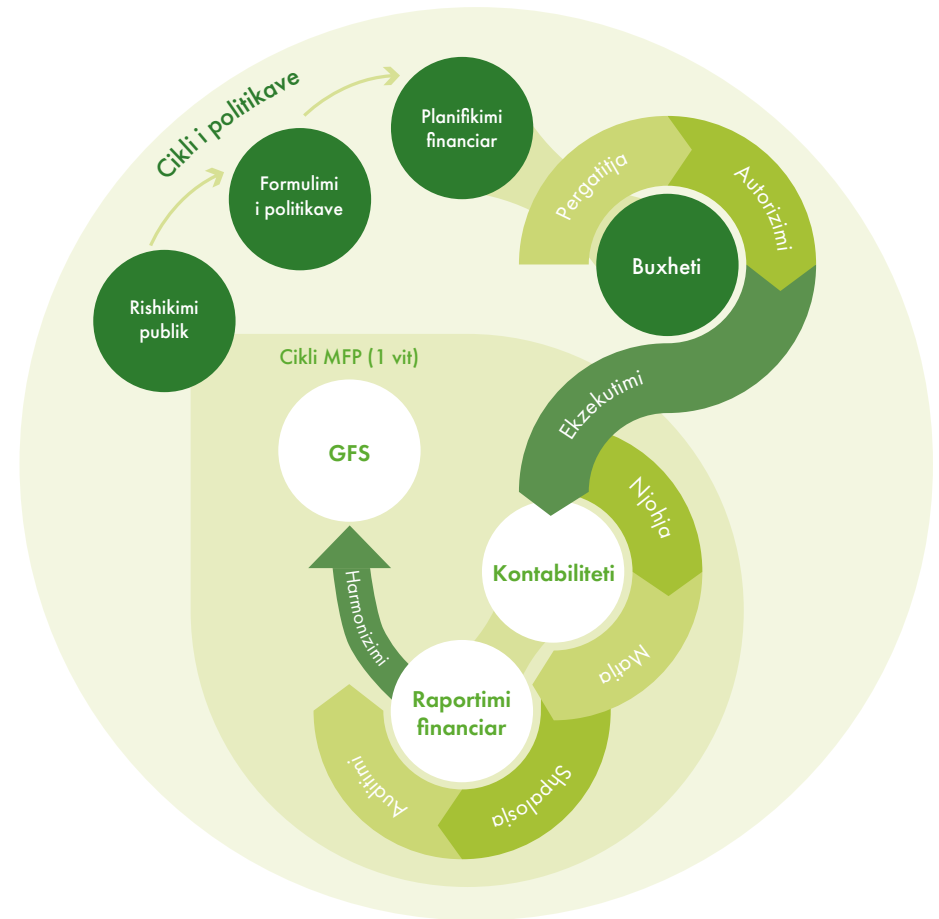 Cikli i politikave
Planifikimi
financiar
Formulimi
i politikave
Rishikimi
publik
Pergatitja
Autorizimi
Buxheti
Ekzekutimi
Cikli MFP (1 vit)
GFS
Njohja
Kontabiliteti
Matja
Harmonizimi
Raportimi
financiar
Shpalosja
Auditimi